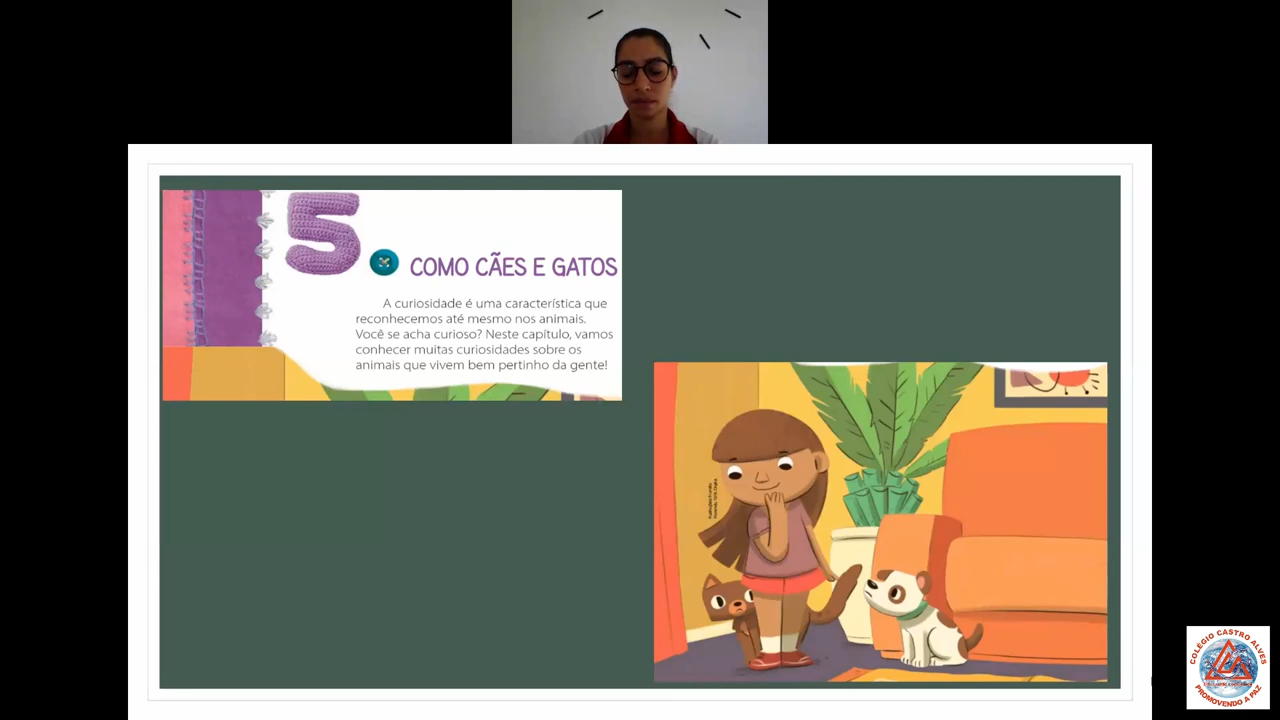 5
COMO CÃES E GATOS
A curiosidade é uma característica que
reconhecemos até mesmo nos animais.
Você se acha curioso? Neste capítulo, vamos
conhecer muitas curiosidades sobre os
animais que vivem bem pertinho da gente!
COLÉGIO CASTRO ALVES
PROMOVENDO A PAZ